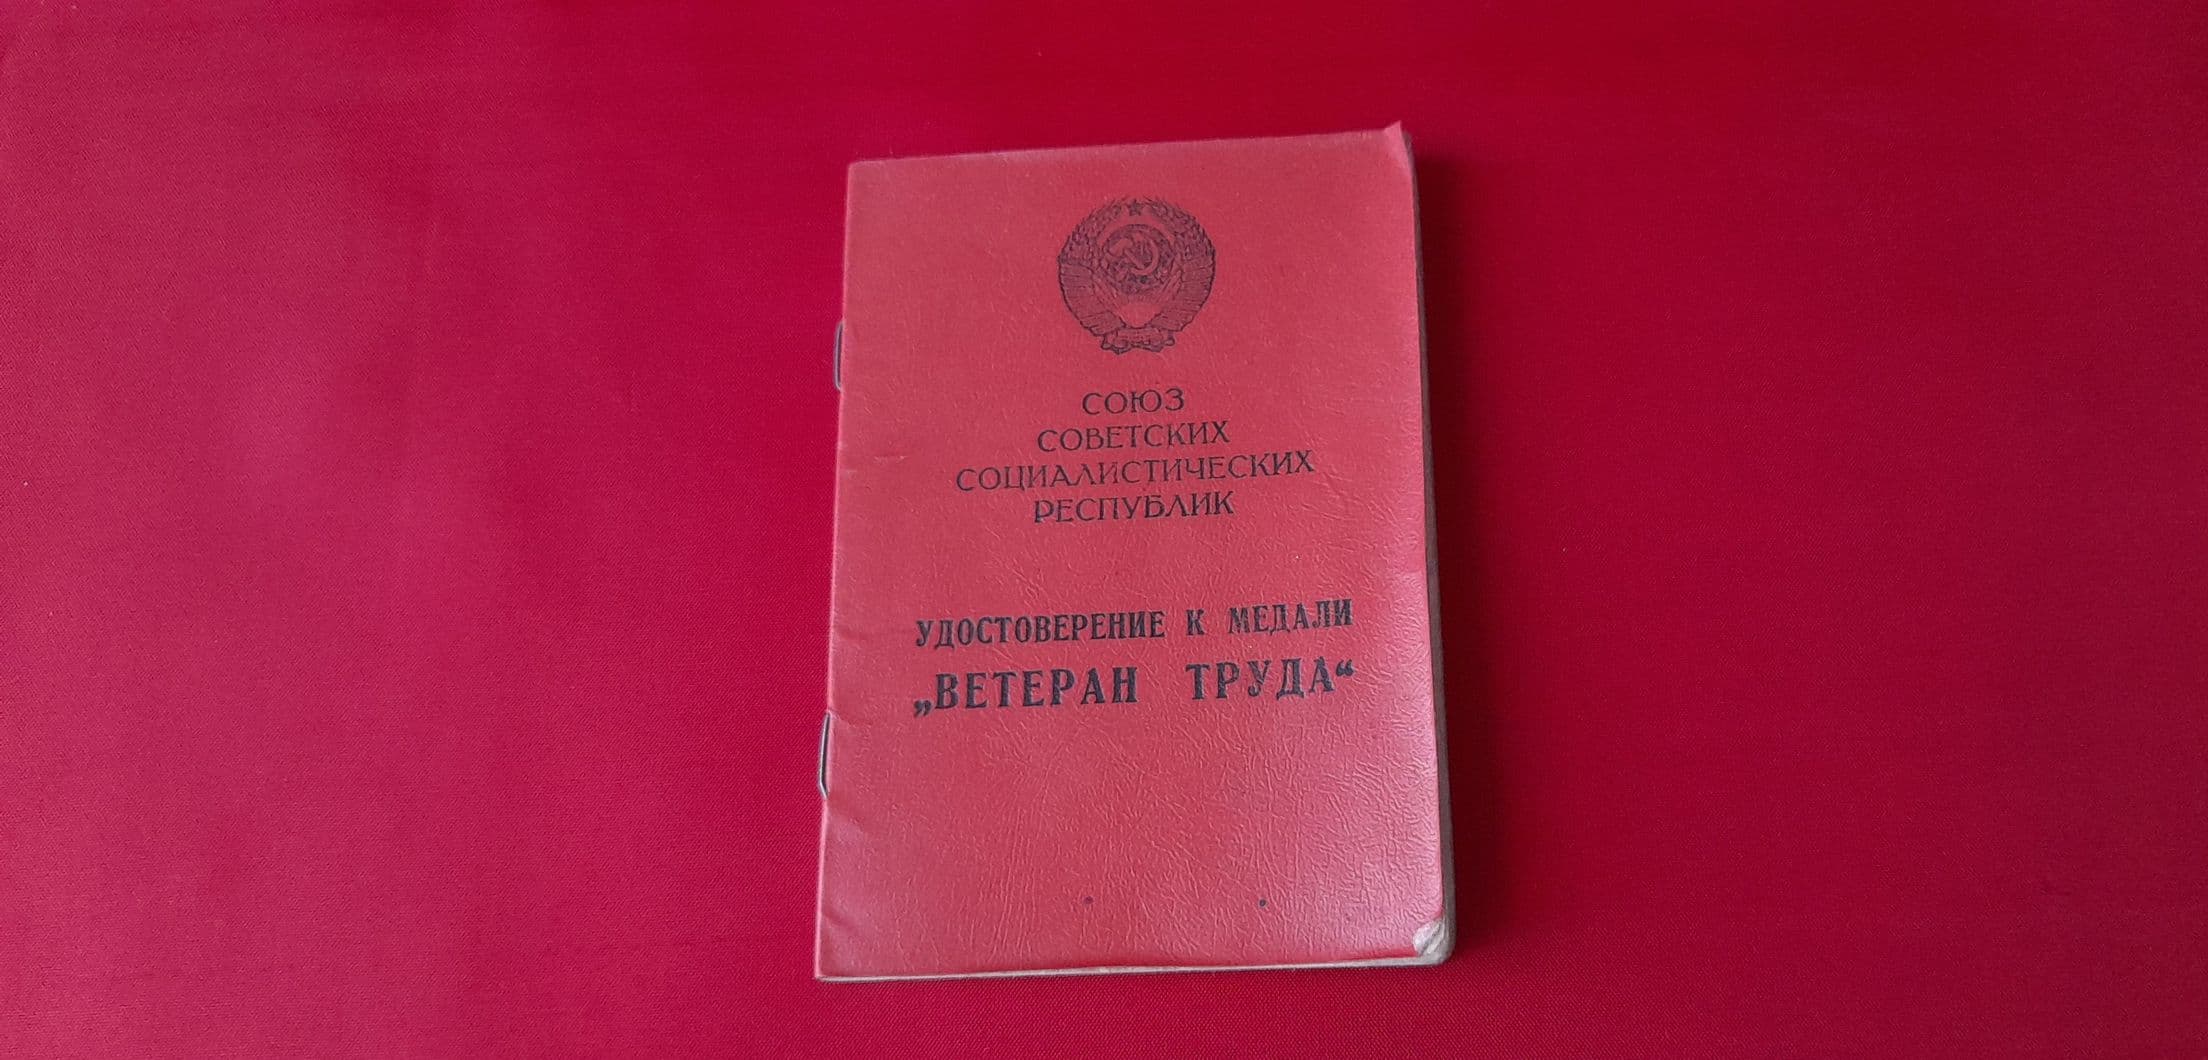 СОЮЗ
СОВЕТСКИХ
СОЦИАЛИСТИЧЕСКИХ
РЕСПУБЛИК
УДОСТОВЕРЕНИЕ К МЕДАЛИ
„ВЕТЕРАН ТРУДА“